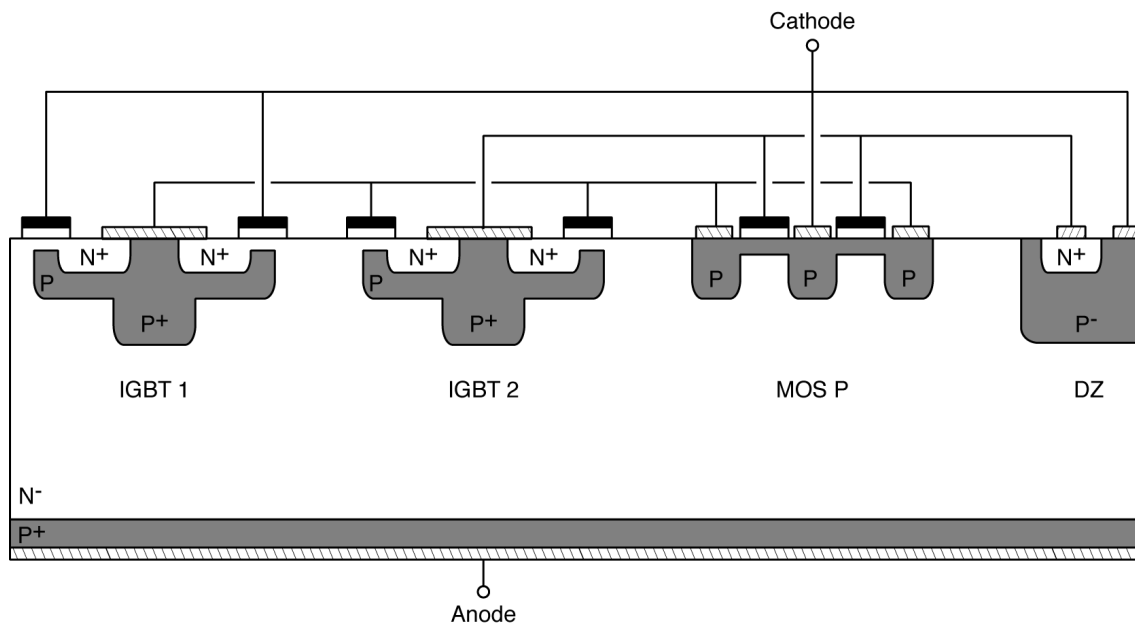 Cathode
N+ N+ N+ N+ N+
P P P P P
P+ P+ P-
IGBT 1 IGBT 2 MOS P DZ
N-
P+
Anode